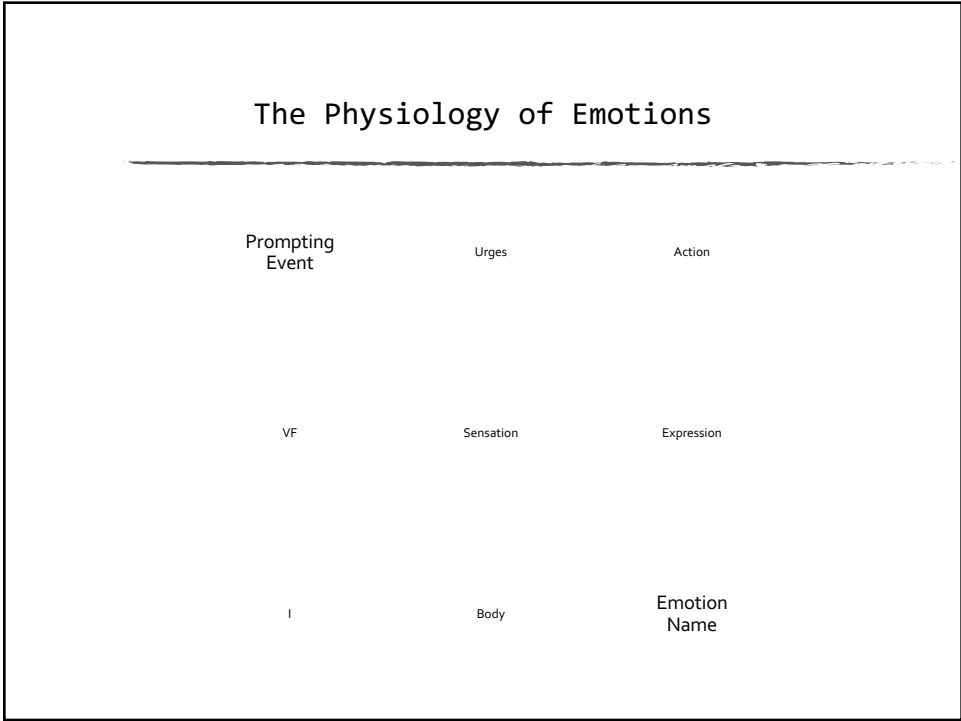 The Physiology of Emotions
Prompting
Event
Urges
Action
VF
Sensation
Expression
I
Body
Emotion
Name